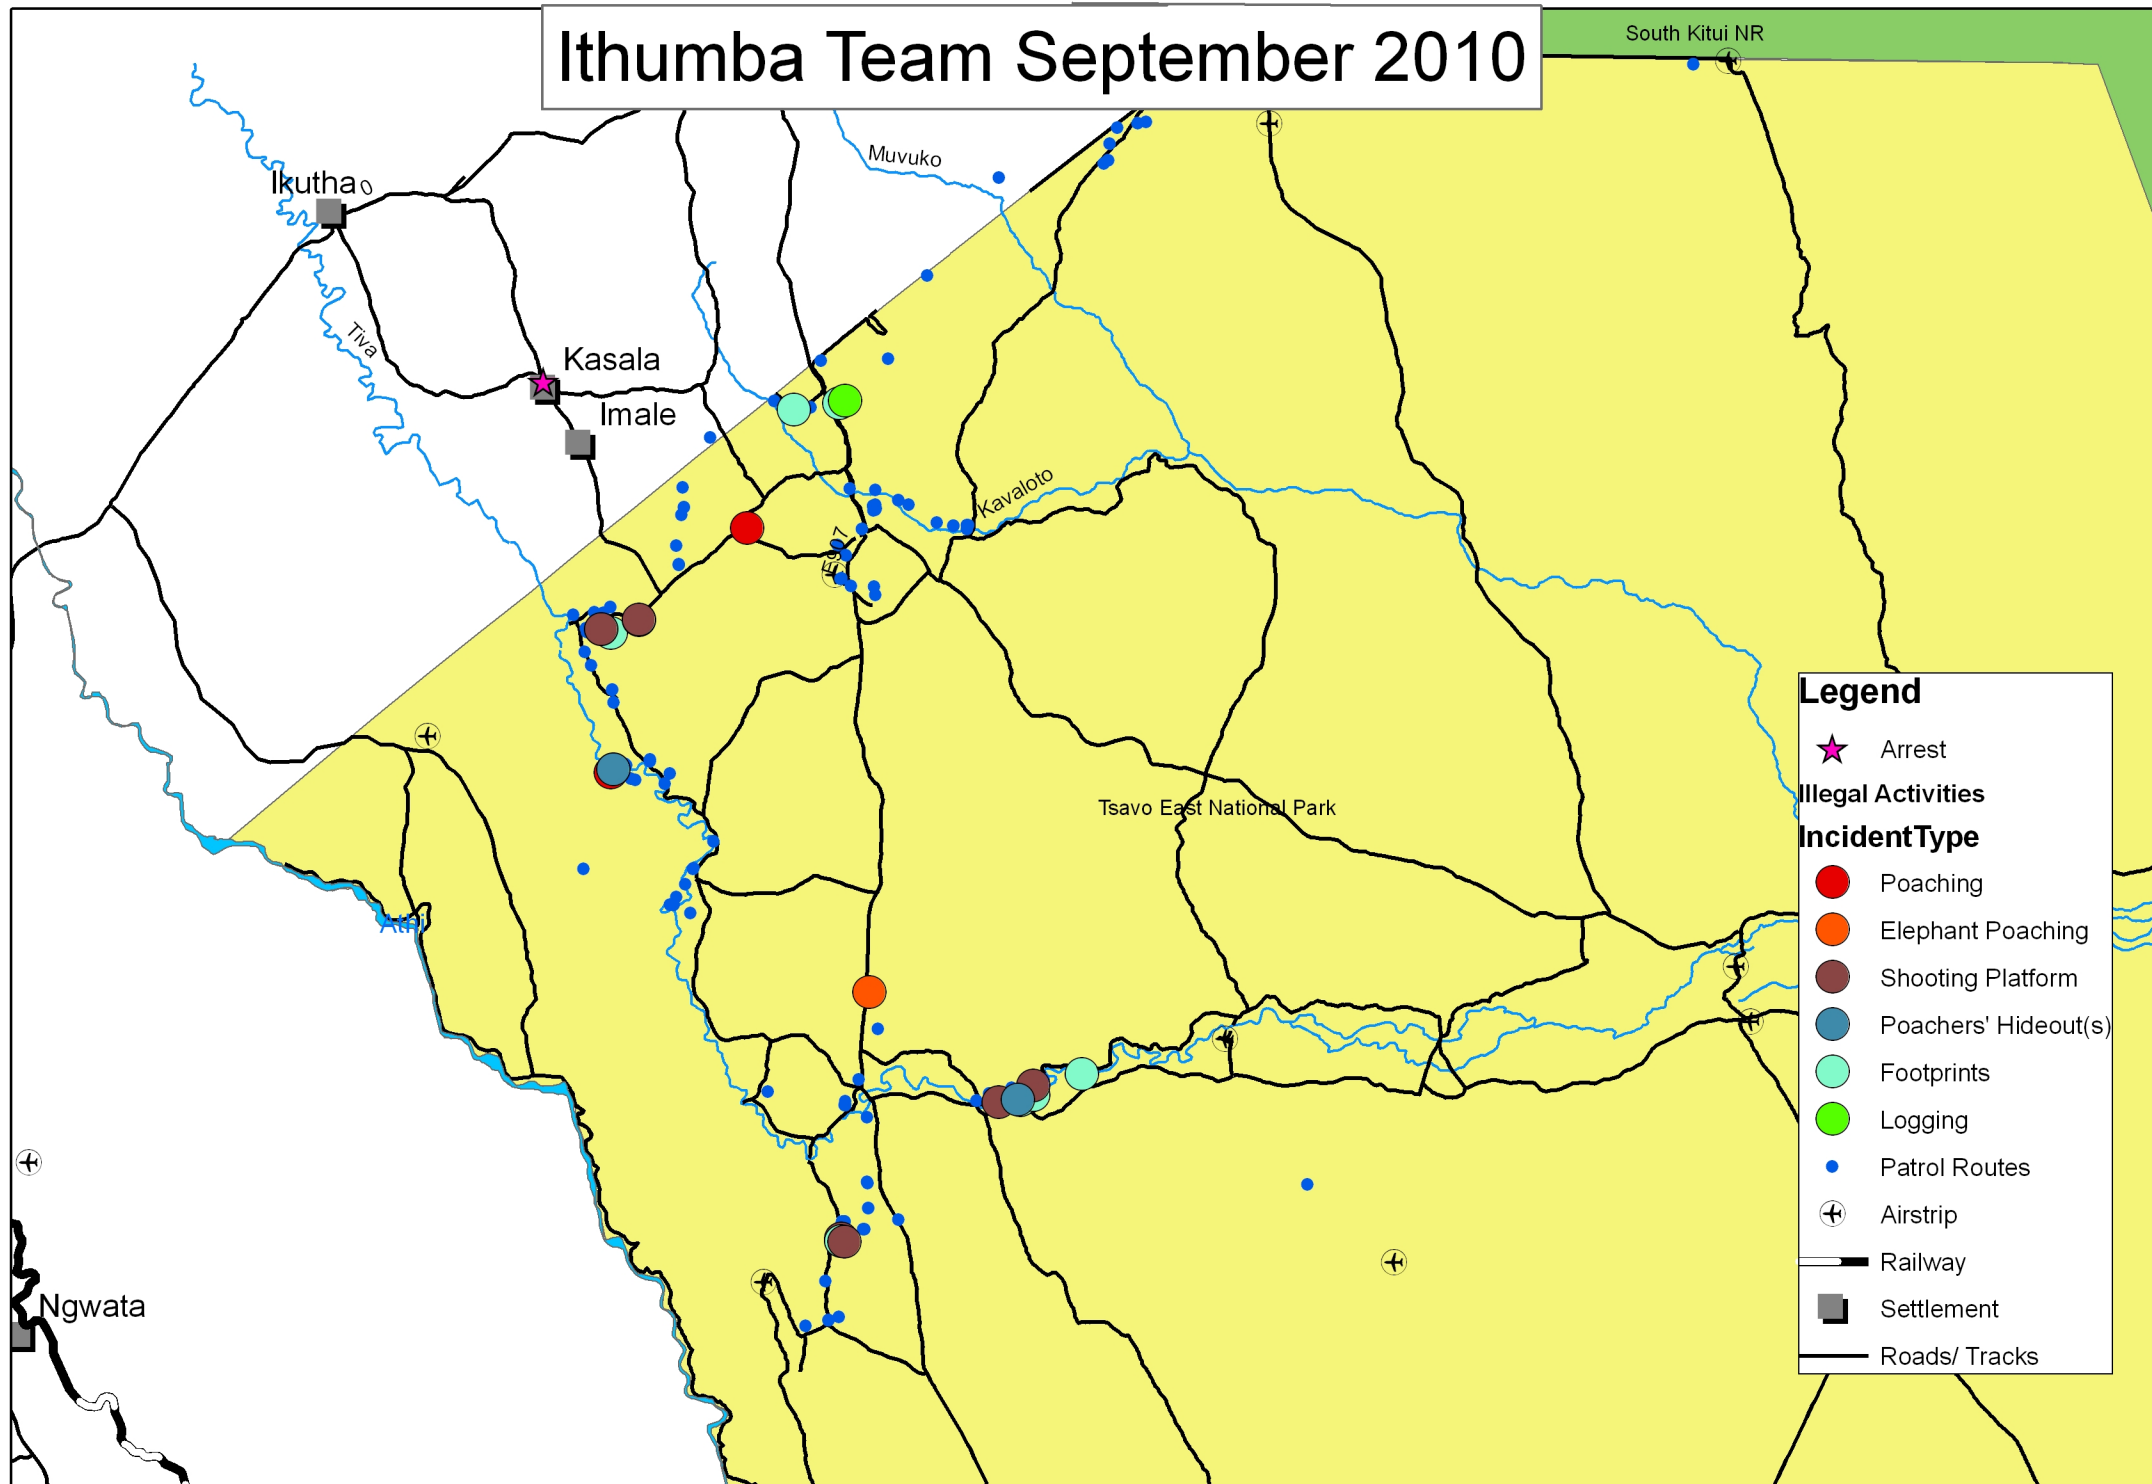 Ithumba Team September 2010
South Kitui NR
Muvuko
Ikutha
Tiva
Kasala
Imale
Kavaloto
Tsavo East National Park
Athi
Ngwata
Legend
Arrest
Illegal Activities
IncidentType
Poaching
Elephant Poaching
Shooting Platform
Poachers' Hideout(s)
Footprints
Logging
Patrol Routes
Airstrip
Railway
Settlement
Roads/ Tracks